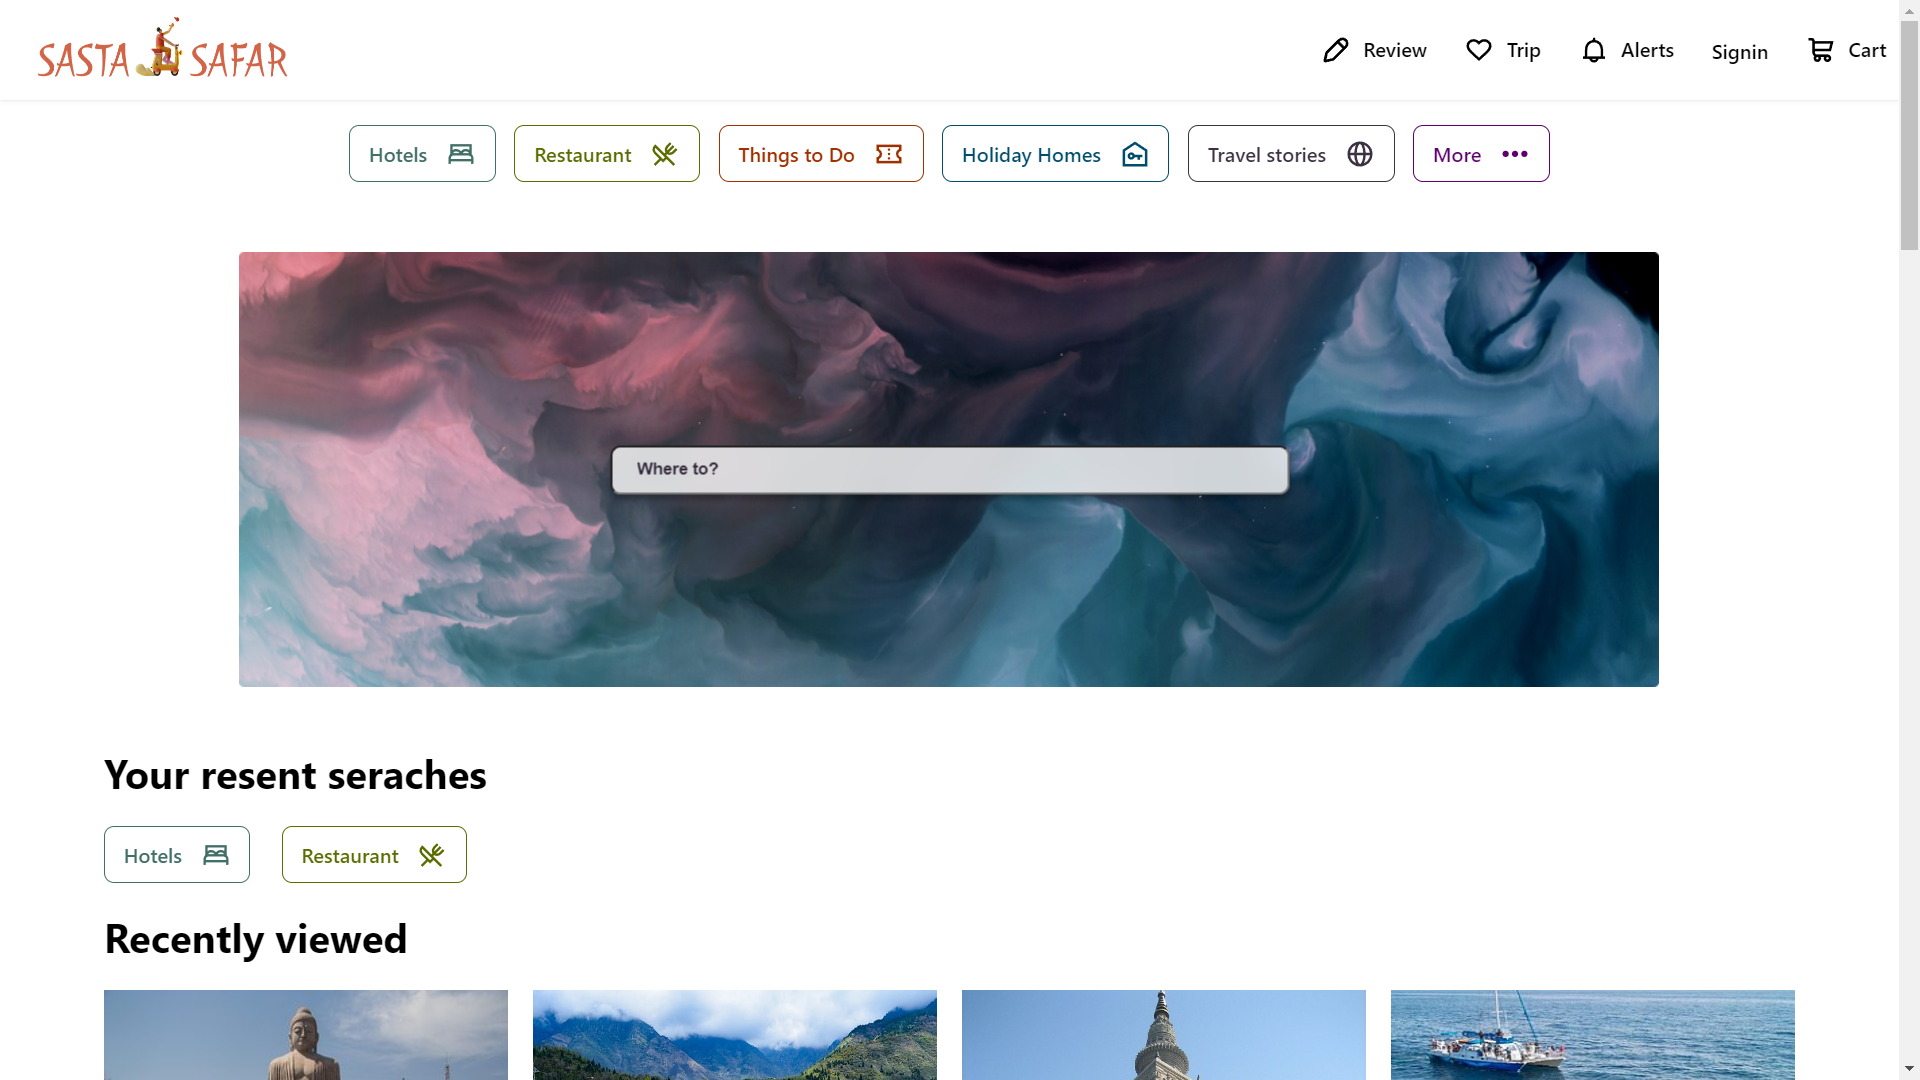 SASTA SAFAR
Review
Trip
Alerts
Signin
Cart
Hotels
Restaurant
Things to Do
Holiday Homes
Travel stories
More
Where to?
Your resent seraches
Hotels
Restaurant
Recently viewed